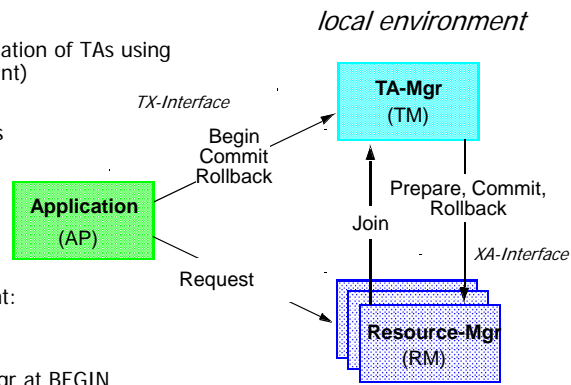 local environment
ation of TAs using
nt)
TX-Interface
TA-Mgr
(TM)
s
Begin
Commit
Rollback
Application
(AP)
Prepare, Commit,
Rollback
Join
XA-Interface
Request
t:
Resource-Mgr
(RM)
gr at BEGIN